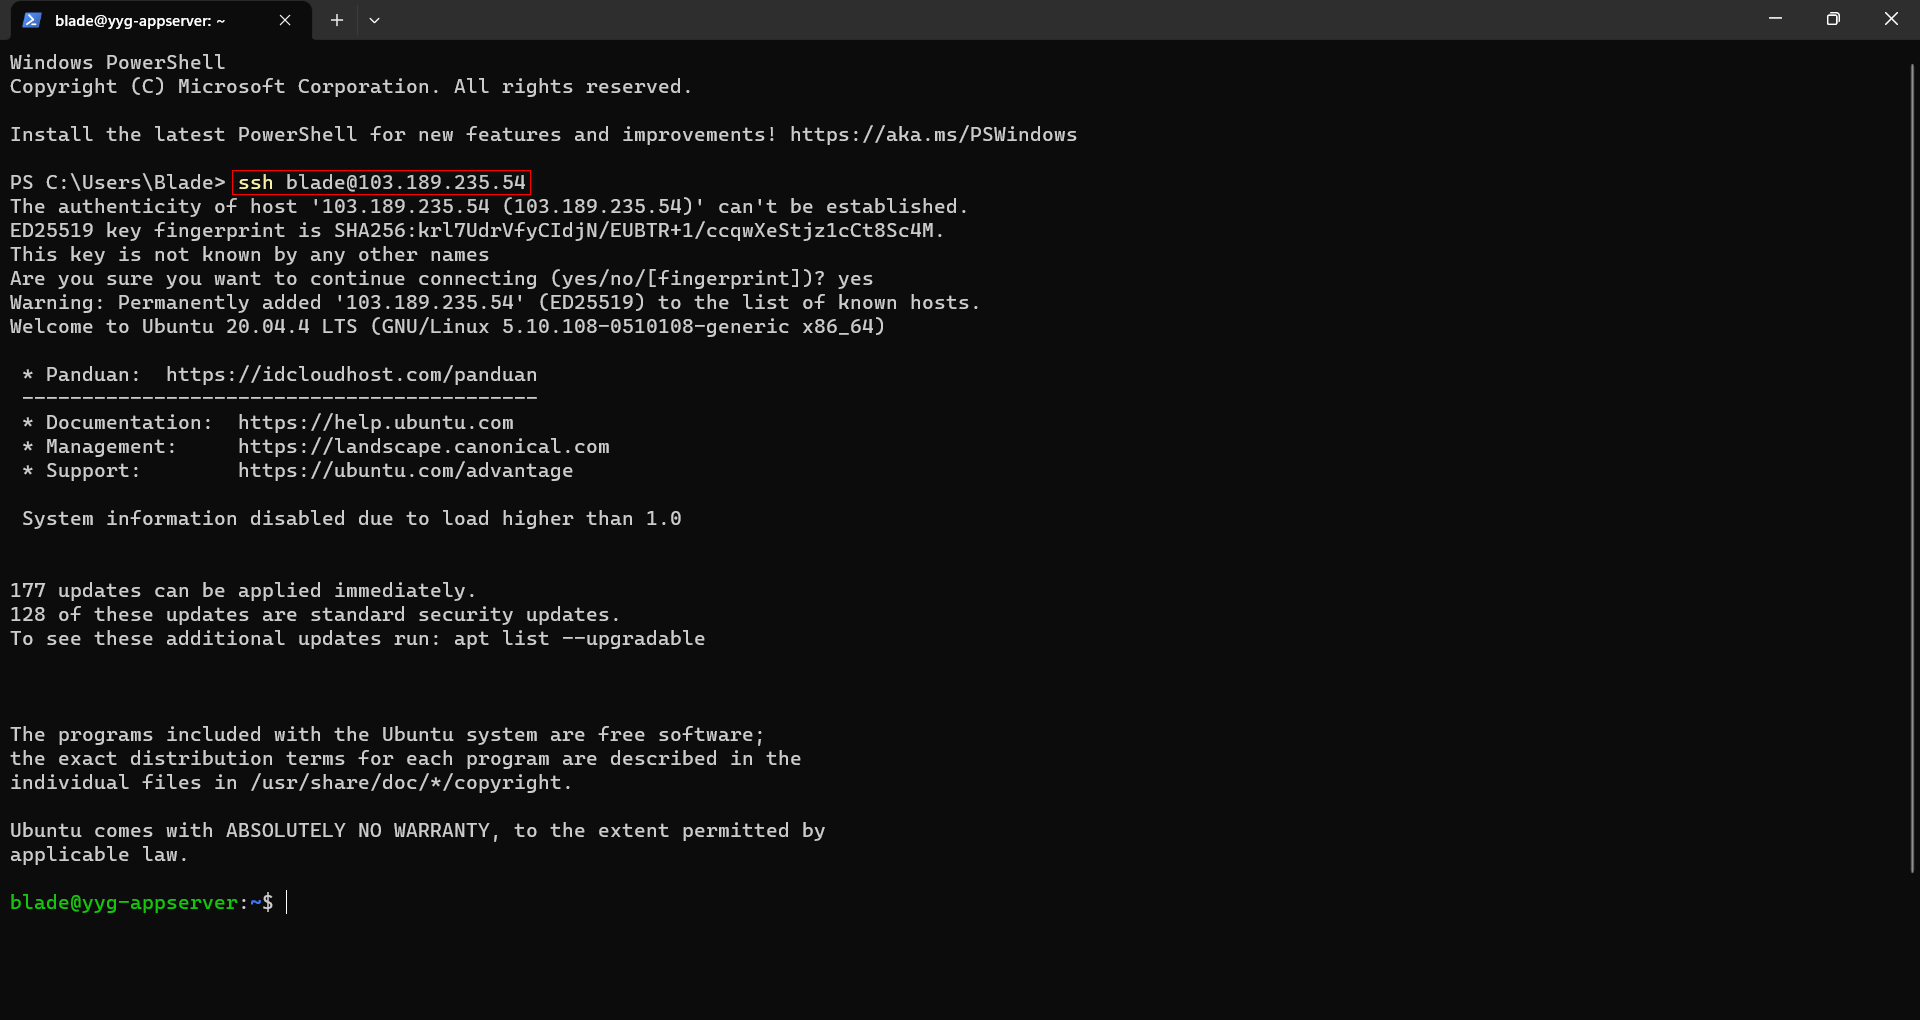 blade@yyg-appserver: ~
Windows PowerShell
Copyright (C) Microsoft Corporation. All rights reserved.
Install the latest PowerShell for new features and improvements! https://aka.ms/PSWindows
PS C:\Users\Blade> ssh blade@103.189.235.54
The authenticity of host '103.189.235.54 (103.189.235.54)' can't be established.
ED25519 key fingerprint is SHA256:krl7UdrVfyCIdjN/EUBTR+1/ccqwXeStjz1cCt8Sc4M.
This key is not known by any other names
Are you sure you want to continue connecting (yes/no/[fingerprint])? yes
Warning: Permanently added '103.189.235.54' (ED25519) to the list of known hosts.
Welcome to Ubuntu 20.04.4 LTS (GNU/Linux 5.10.108-0510108-generic x86_64)
 * Panduan:  https://idcloudhost.com/panduan
 -------------------------------------------
 * Documentation:  https://help.ubuntu.com
 * Management:     https://landscape.canonical.com
 * Support:        https://ubuntu.com/advantage
 System information disabled due to load higher than 1.0
177 updates can be applied immediately.
128 of these updates are standard security updates.
To see these additional updates run: apt list --upgradable
The programs included with the Ubuntu system are free software;
the exact distribution terms for each program are described in the
individual files in /usr/share/doc/*/copyright.
Ubuntu comes with ABSOLUTELY NO WARRANTY, to the extent permitted by
applicable law.
blade@yyg-appserver:~$